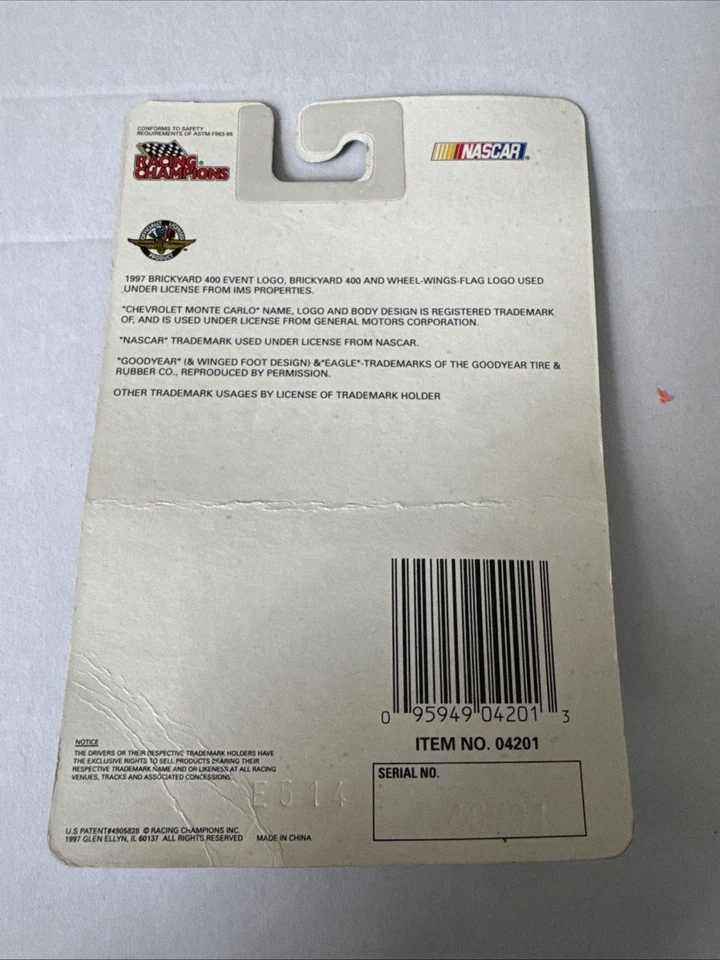 CONFORMS TO SAFETY
REQUIREMENTS OF ASTM F963-95
RACING
CHAMPIONS
NASCAR
OFFICIALLY LICENSED
PRODUCT
1997 BRICKYARD 400 EVENT LOGO, BRICKYARD 400 AND WHEEL-WINGS-FLAG LOGO USED
UNDER LICENSE FROM IMS PROPERTIES.
"CHEVROLET MONTE CARLO" NAME, LOGO AND BODY DESIGN IS REGISTERED TRADEMARK
OF, AND IS USED UNDER LICENSE FROM GENERAL MOTORS CORPORATION.
"NASCAR" TRADEMARK USED UNDER LICENSE FROM NASCAR.
"GOODYEAR" (& WINGED FOOT DESIGN) &"EAGLE"-TRADEMARKS OF THE GOODYEAR TIRE &
RUBBER CO., REPRODUCED BY PERMISSION.
OTHER TRADEMARK USAGES BY LICENSE OF TRADEMARK HOLDER
0 95949 04201 3
ITEM NO. 04201
SERIAL NO.
NOTICE
THE DRIVERS OR THEIR RESPECTIVE TRADEMARK HOLDERS HAVE
THE EXCLUSIVE RIGHTS TO SELL PRODUCTS BEARING THEIR
RESPECTIVE TRADEMARK NAME AND OR LIKENESS AT ALL RACING
VENUES, TRACKS AND ASSOCIATED CONCESSIONS.
U.S PATENT#4905828 © RACING CHAMPIONS INC.
1997 GLEN ELLYN, IL 60137 ALL RIGHTS RESERVED MADE IN CHINA